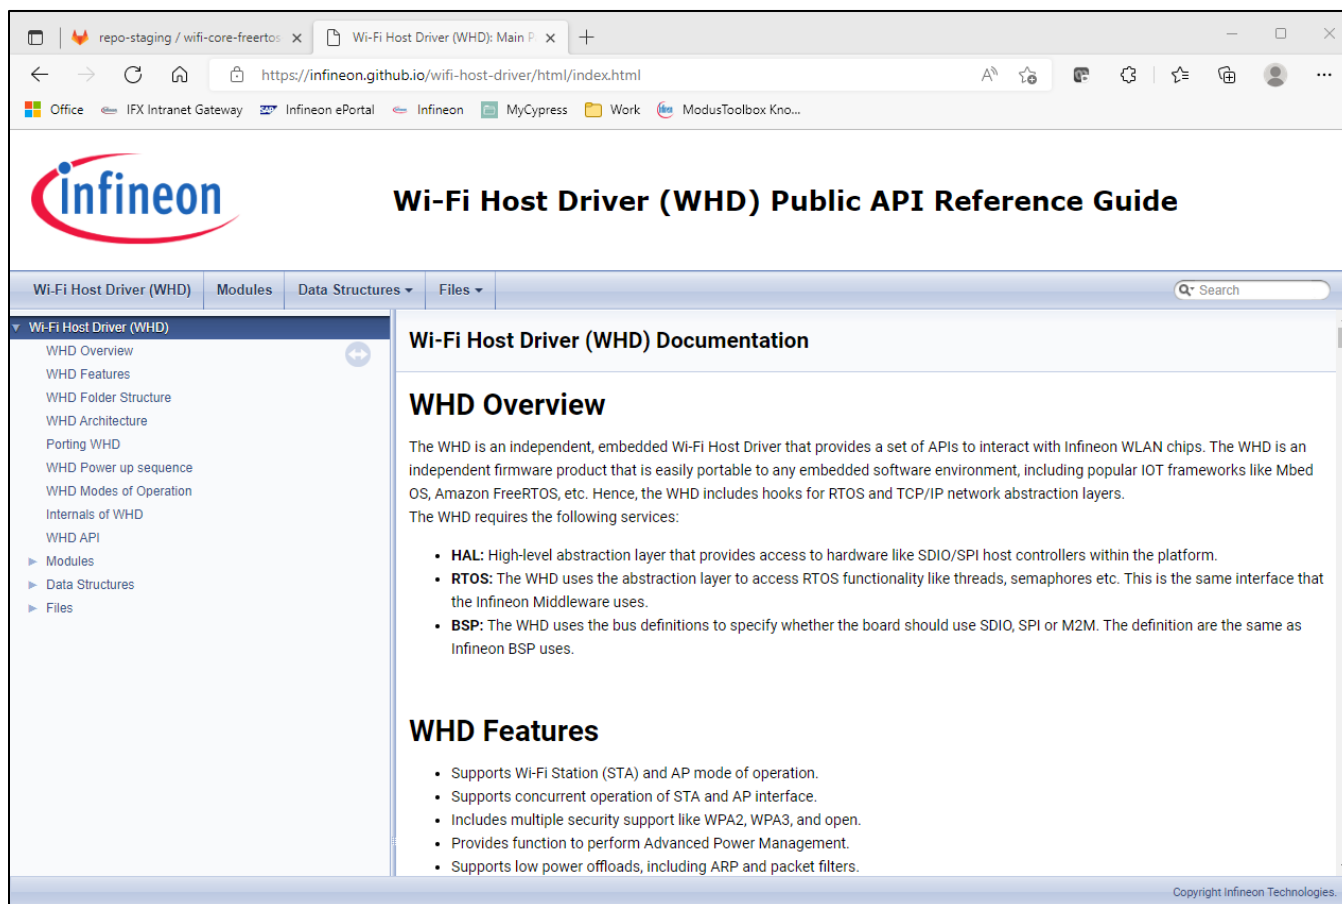 repo-staging / wifi-core-freertos
Wi-Fi Host Driver (WHD): Main P
https://infineon.github.io/wifi-host-driver/html/index.html
Office
IFX Intranet Gateway
SAP
Infineon ePortal
Infineon
MyCypress
Work
ModusToolbox Kno...
infineon
Wi-Fi Host Driver (WHD) Public API Reference Guide
Wi-Fi Host Driver (WHD)
Modules
Data Structures
Files
Search
Wi-Fi Host Driver (WHD)
WHD Overview
WHD Features
WHD Folder Structure
WHD Architecture
Porting WHD
WHD Power up sequence
WHD Modes of Operation
Internals of WHD
WHD API
Modules
Data Structures
Files
Wi-Fi Host Driver (WHD) Documentation
WHD Overview
The WHD is an independent, embedded Wi-Fi Host Driver that provides a set of APIs to interact with Infineon WLAN chips. The WHD is an
independent firmware product that is easily portable to any embedded software environment, including popular IOT frameworks like Mbed
OS, Amazon FreeRTOS, etc. Hence, the WHD includes hooks for RTOS and TCP/IP network abstraction layers.
The WHD requires the following services:
• HAL: High-level abstraction layer that provides access to hardware like SDIO/SPI host controllers within the platform.
• RTOS: The WHD uses the abstraction layer to access RTOS functionality like threads, semaphores etc. This is the same interface that
the Infineon Middleware uses.
• BSP: The WHD uses the bus definitions to specify whether the board should use SDIO, SPI or M2M. The definition are the same as
Infineon BSP uses.
WHD Features
• Supports Wi-Fi Station (STA) and AP mode of operation.
• Supports concurrent operation of STA and AP interface.
• Includes multiple security support like WPA2, WPA3, and open.
• Provides function to perform Advanced Power Management.
• Supports low power offloads, including ARP and packet filters.
Copyright Infineon Technologies.